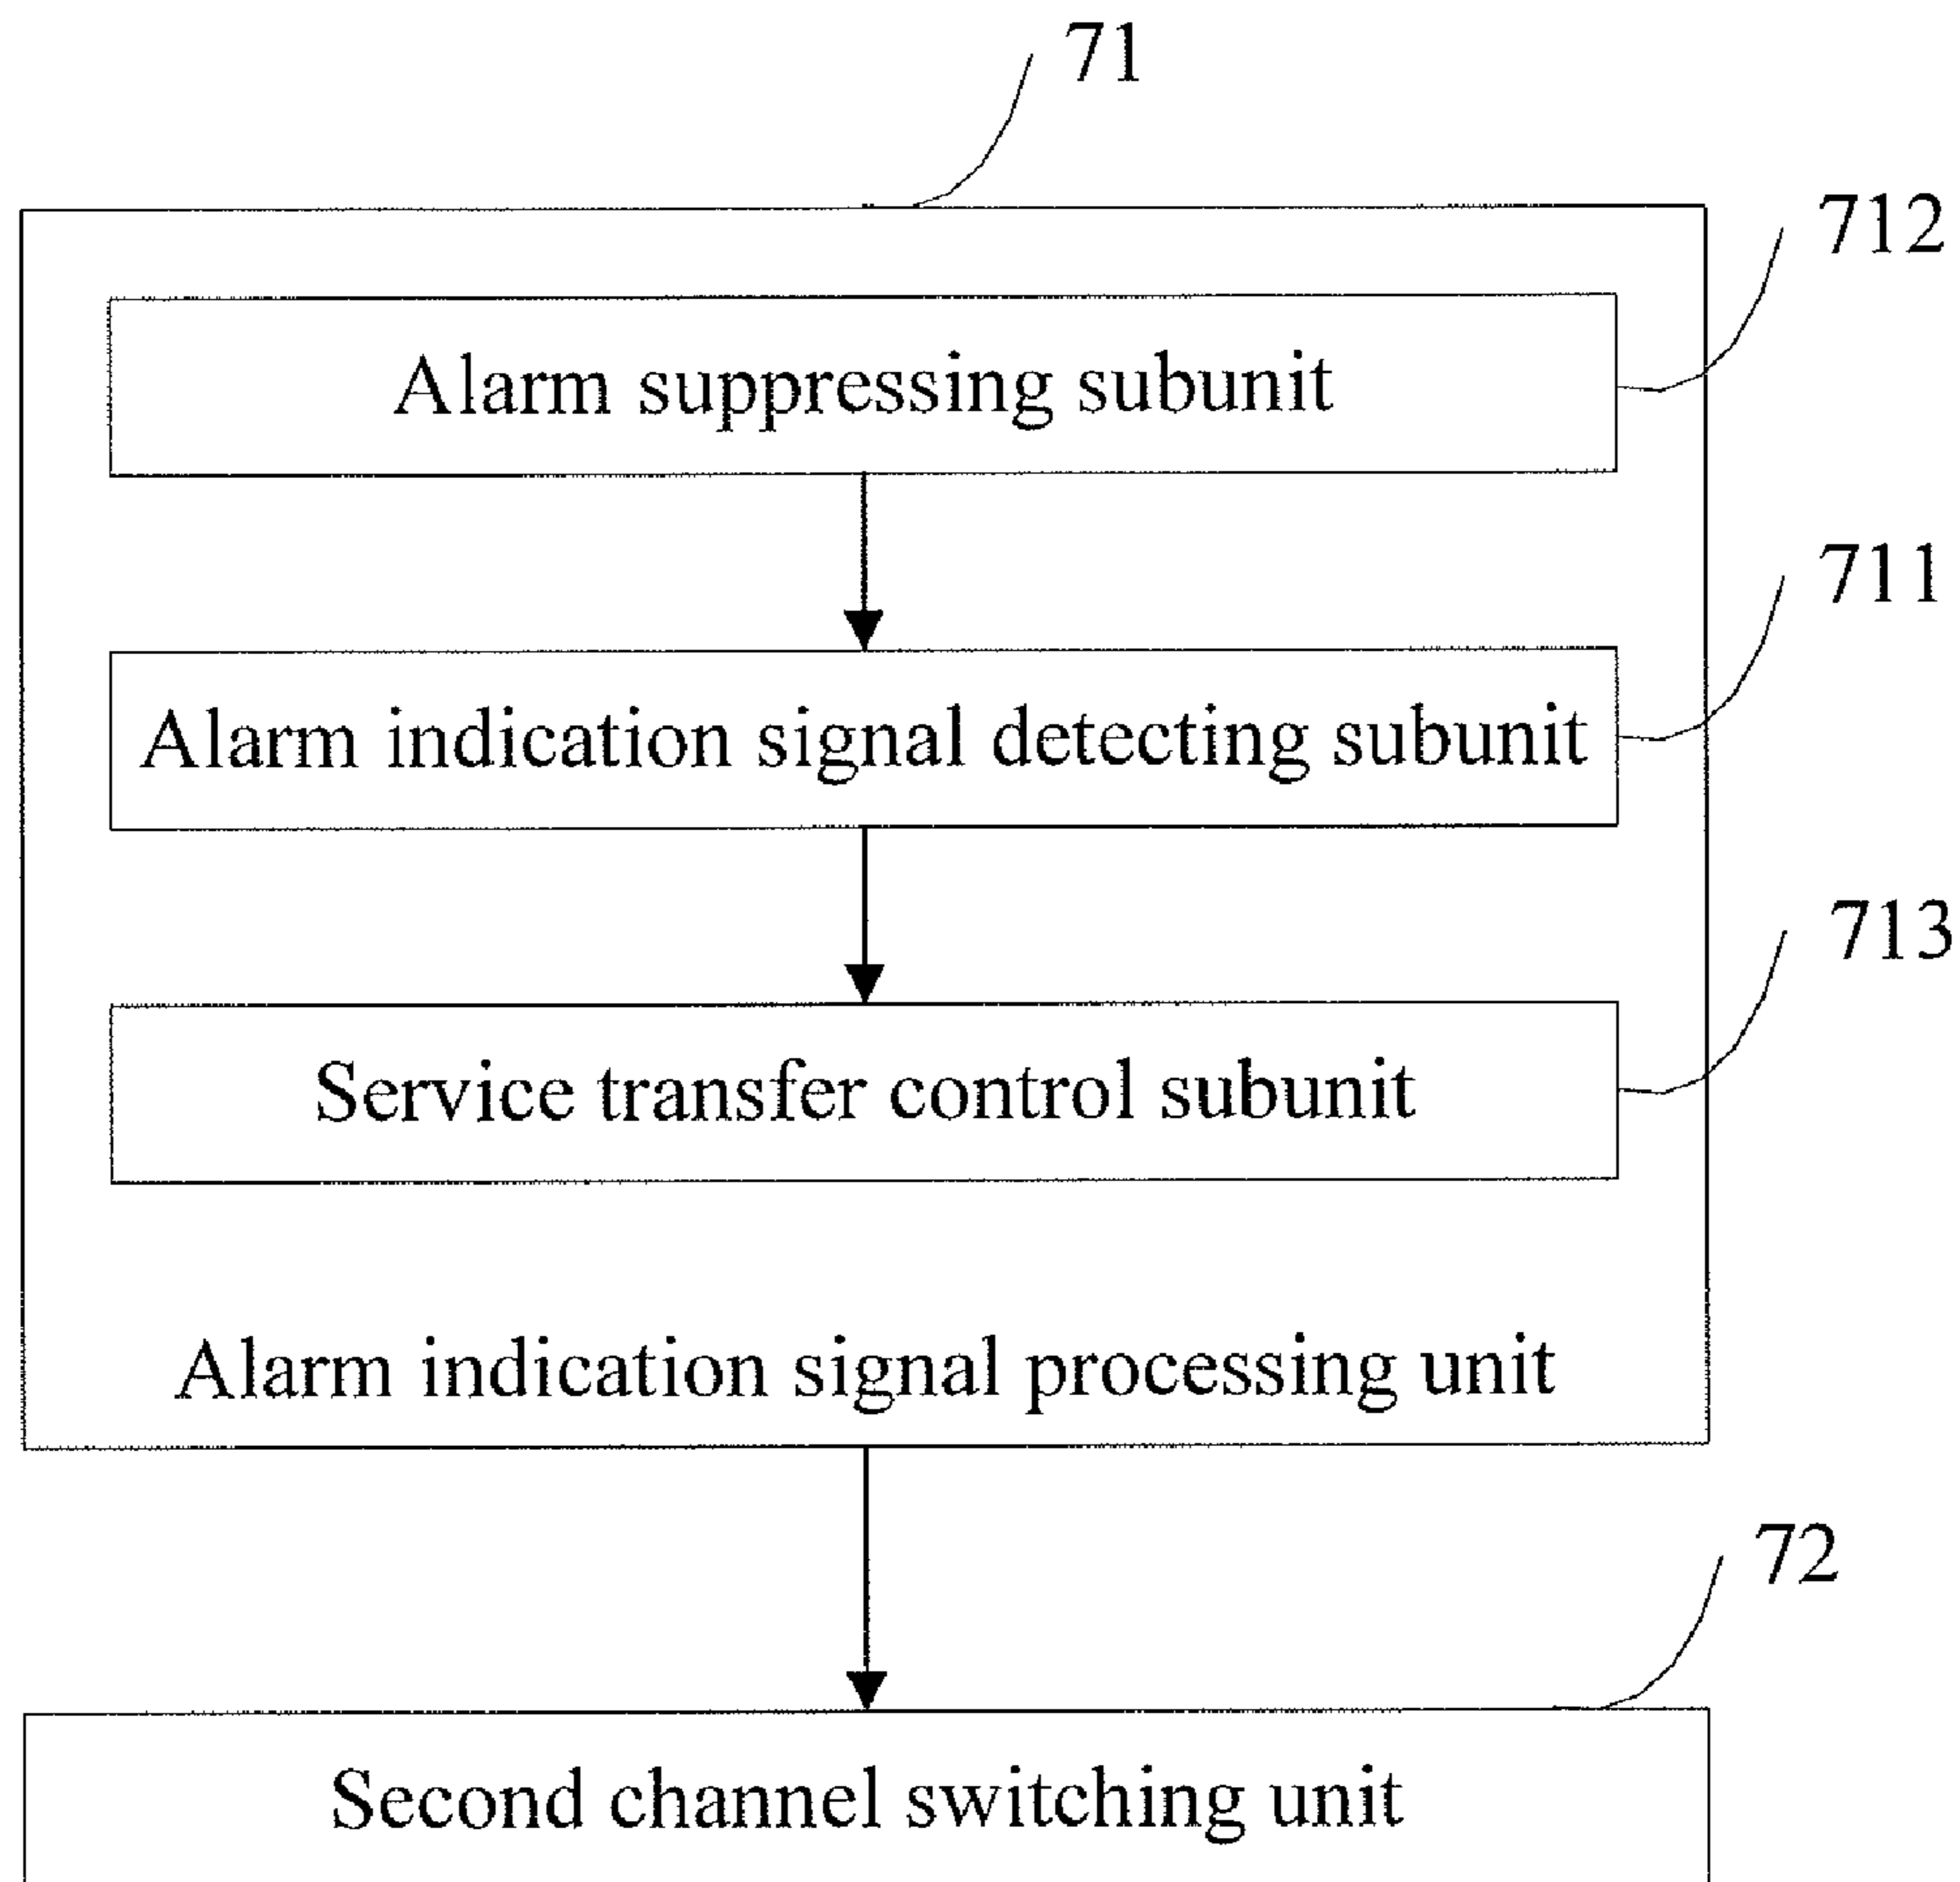 71
712
Alarm suppressing subunit
711
Alarm indication signal detecting subunit
713
Service transfer control subunit
Alarm indication signal processing unit
72
Second channel switching unit